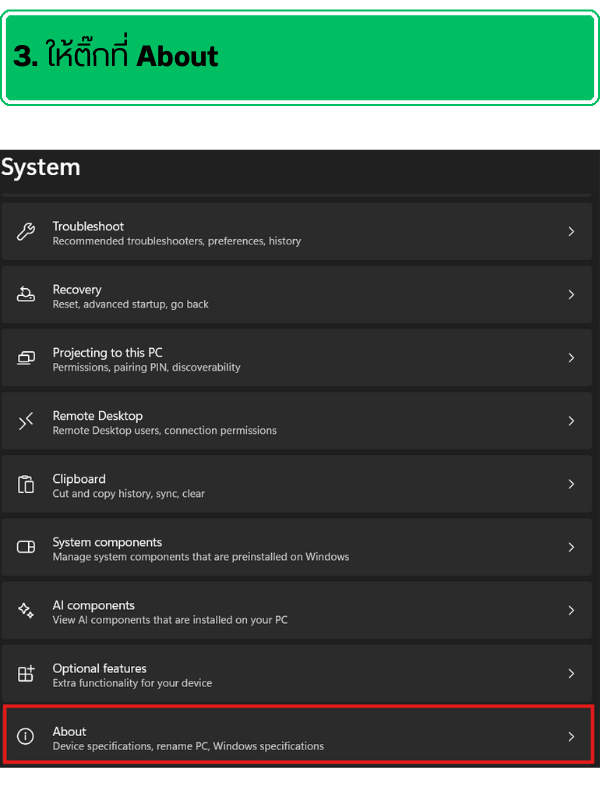 3. ให้ติ๊กที่ About
System
Troubleshoot
Recommended troubleshooters, preferences, history
Recovery
Reset, advanced startup, go back
Projecting to this PC
Permissions, pairing PIN, discoverability
Remote Desktop
Remote Desktop users, connection permissions
Clipboard
Cut and copy history, sync, clear
System components
Manage system components that are preinstalled on Windows
AI components
View AI components that are installed on your PC
Optional features
Extra functionality for your device
About
Device specifications, rename PC, Windows specifications